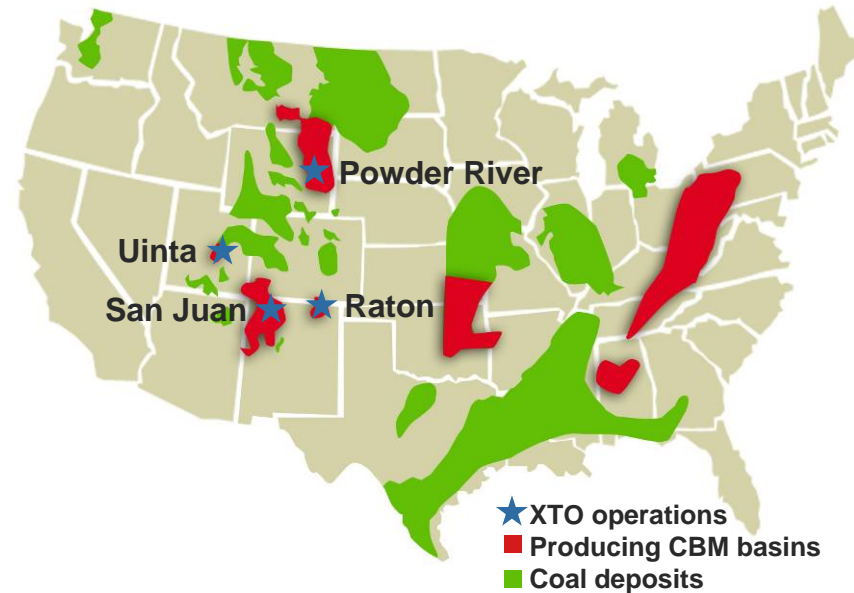 Powder River
Uinta
San Juan
Raton
XTO operations
Producing CBM basins
Coal deposits